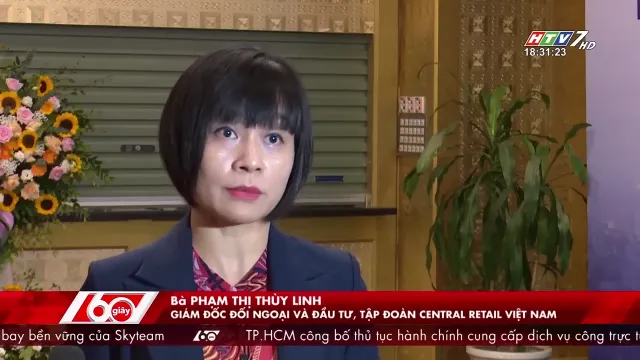 HTV7 HD
18:31:23
Bà PHẠM THỊ THÙY LINH
60 giây
GIÁM ĐỐC ĐỐI NGOẠI VÀ ĐẦU TƯ, TẬP ĐOÀN CENTRAL RETAIL VIỆT NAM
bay bền vững của Skyteam 60giây TP.HCM công bố thủ tục hành chính cung cấp dịch vụ công trực t